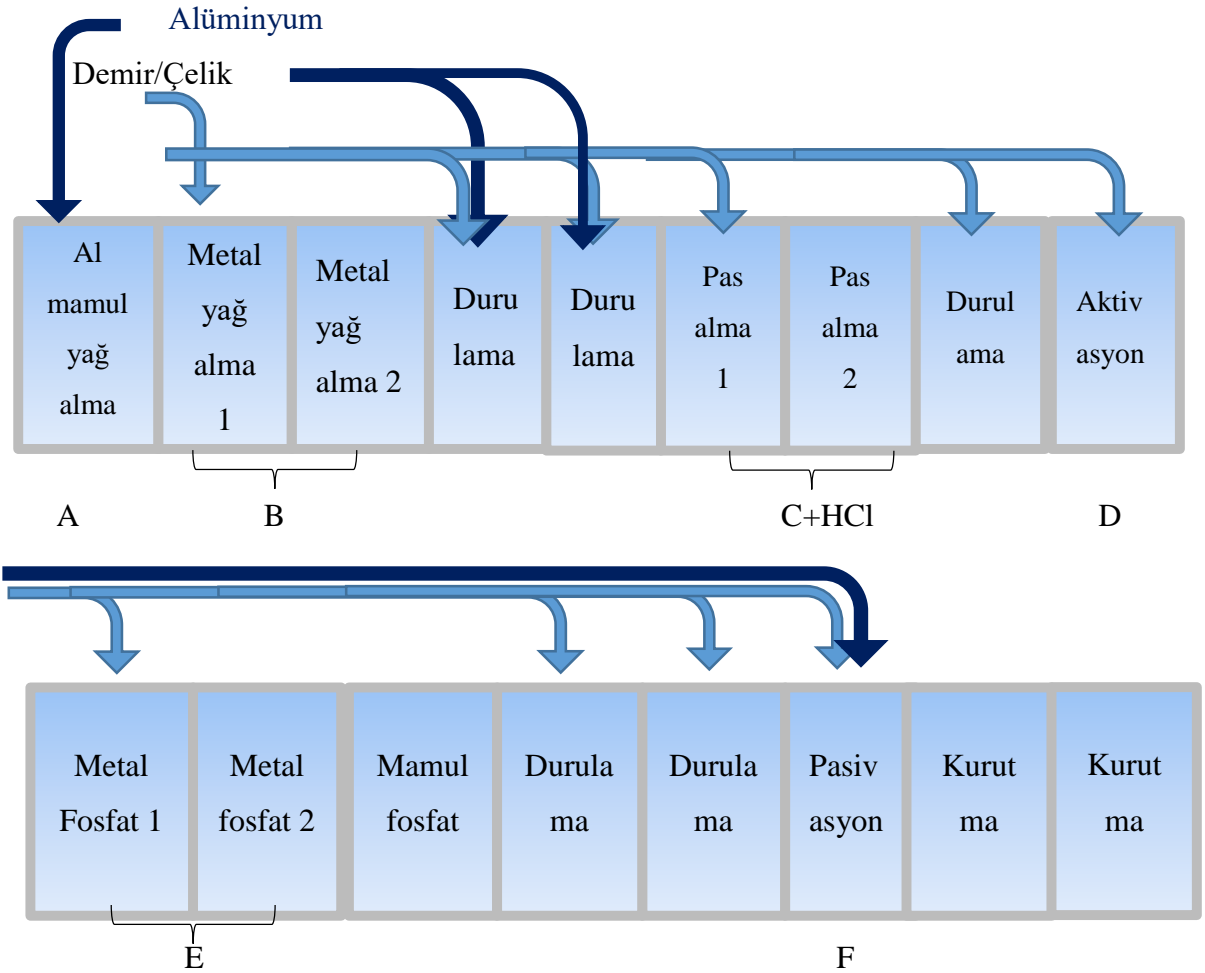 Alüminyum
Demir/Çelik
Al
mamul
yağ
alma
Metal
yağ
alma
1
Metal
yağ
alma 2
Duru
lama
Duru
lama
Pas
alma
1
Pas
alma
2
Durul
ama
Aktiv
asyon
A
B
C+HCl
D
Metal
Fosfat 1
Metal
fosfat 2
Mamul
fosfat
Durula
ma
Durula
ma
Pasiv
asyon
Kurut
ma
Kurut
ma
E
F